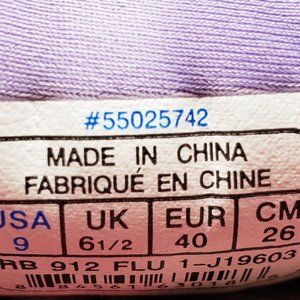 #55025742
MADE IN CHINA
FABRIQUÉ EN CHINE
USA UK EUR CM
9 6 1/2 40 26
RB 912 FLU 1-J19603